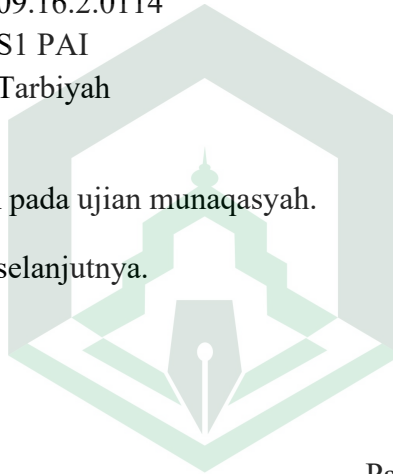 09.16.2.0114
S1 PAI
Tarbiyah
pada ujian munaqasyah.
selanjutnya.